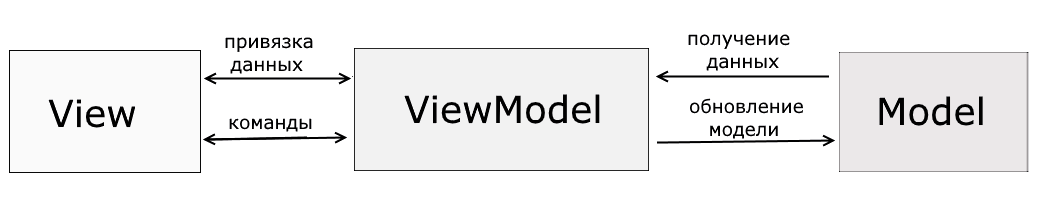 View
привязка
данных
команды
ViewModel
получение
данных
обновление
модели
Model